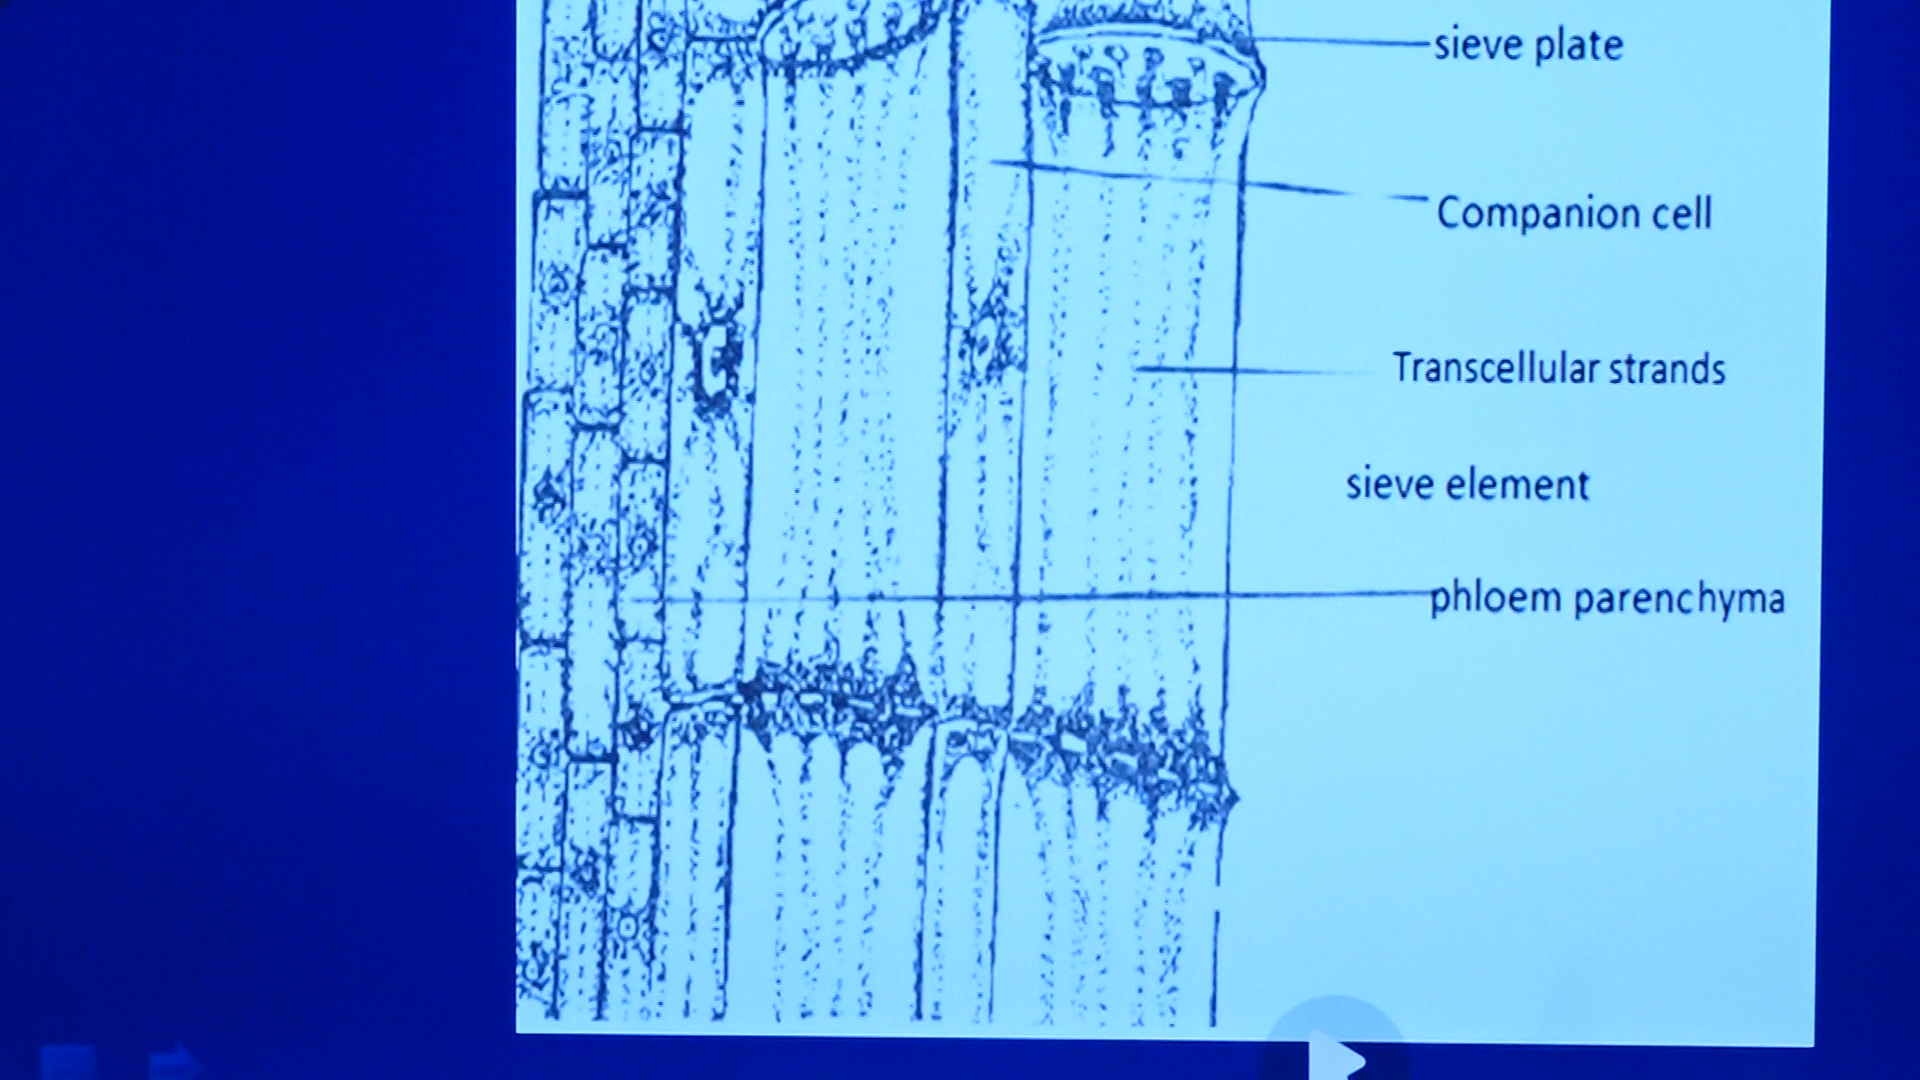 sieve plate
Companion cell
Transcellular strands
sieve element
phloem parenchyma